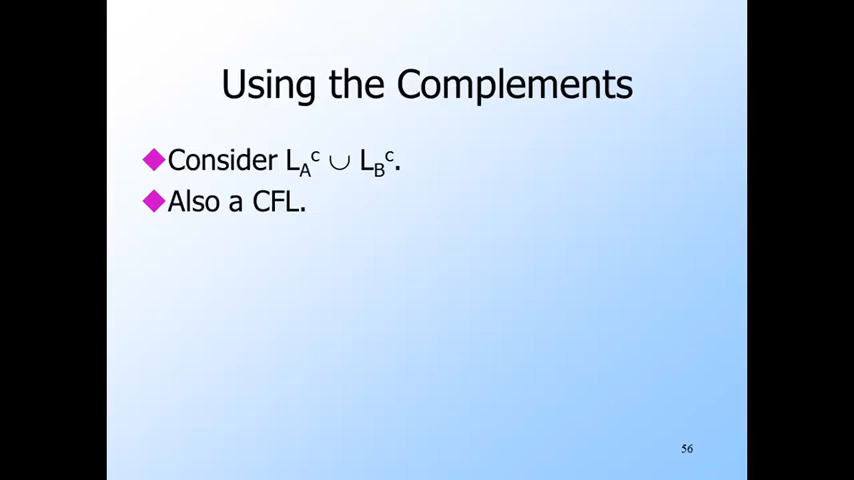 Using the Complements
Consider L_A^c ∪ L_B^c.
Also a CFL.
56